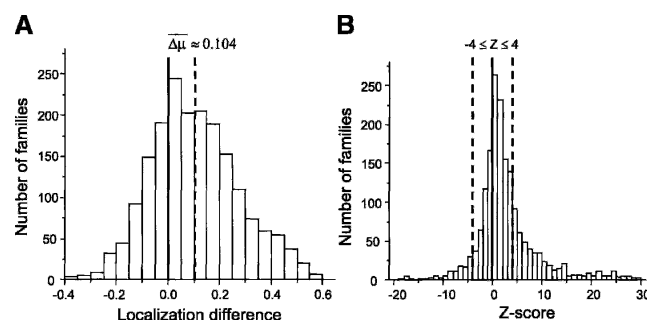 A
Δμ ≈ 0.104
Number of families
250
200
150
100
50
0
-0.4 -0.2 0.0 0.2 0.4 0.6
Localization difference
B
-4 ≤ Z ≤ 4
Number of families
250
200
150
100
50
0
-20 -10 0 10 20 30
Z-score